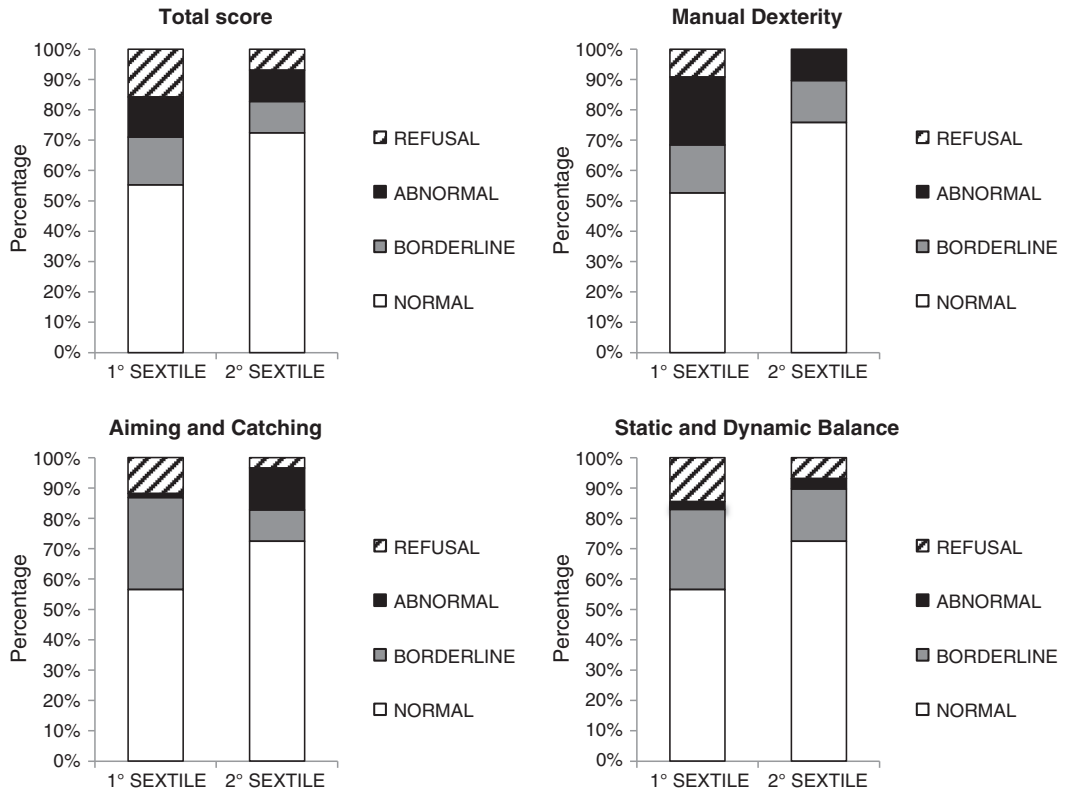 Total score
100%
90%
80%
70%
60%
50%
40%
30%
20%
10%
0%
Percentage
1° SEXTILE 2° SEXTILE
REFUSAL
ABNORMAL
BORDERLINE
NORMAL
Manual Dexterity
100%
90%
80%
70%
60%
50%
40%
30%
20%
10%
0%
Percentage
1° SEXTILE 2° SEXTILE
REFUSAL
ABNORMAL
BORDERLINE
NORMAL
Aiming and Catching
100%
90%
80%
70%
60%
50%
40%
30%
20%
10%
0%
Percentage
1° SEXTILE 2° SEXTILE
REFUSAL
ABNORMAL
BORDERLINE
NORMAL
Static and Dynamic Balance
100%
90%
80%
70%
60%
50%
40%
30%
20%
10%
0%
Percentage
1° SEXTILE 2° SEXTILE
REFUSAL
ABNORMAL
BORDERLINE
NORMAL